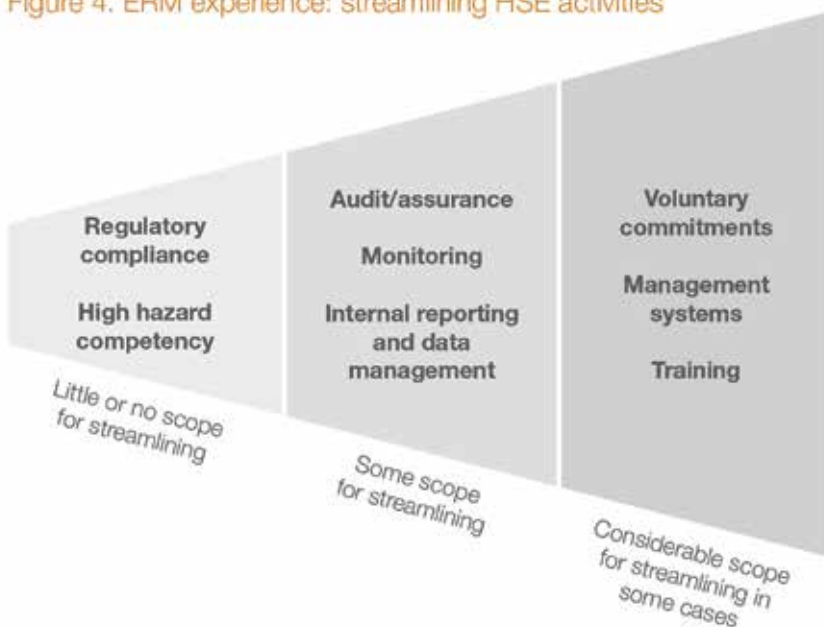 Figure 4. ERM experience: streamlining HSE activities
Regulatory
compliance
High hazard
competency
Little or no scope
for streamlining
Audit/assurance
Monitoring
Internal reporting
and data
management
Some scope
for streamlining
Voluntary
commitments
Management
systems
Training
Considerable scope
for streamlining in
some cases